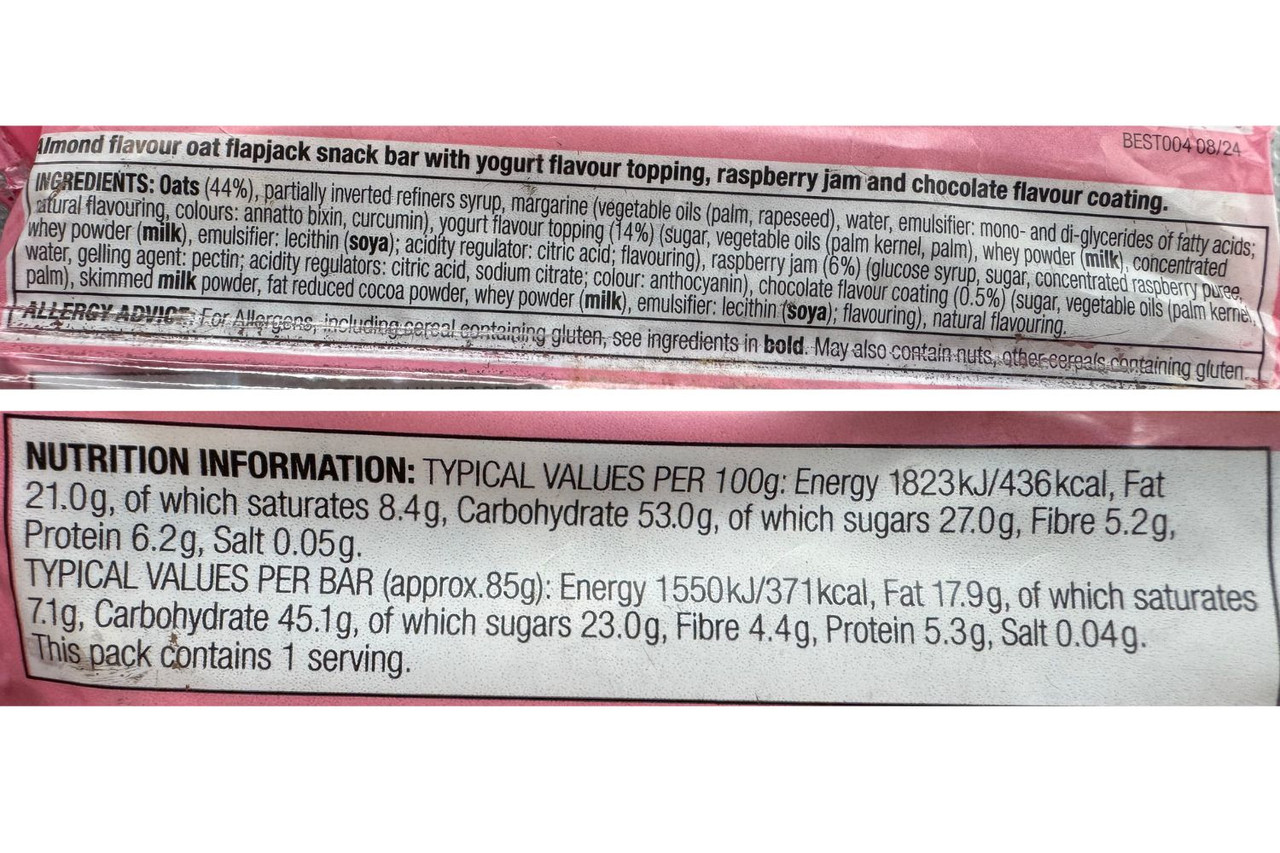 Almond flavour oat flapjack snack bar with yogurt flavour topping, raspberry jam and chocolate flavour coating.
BEST004 08/24
INGREDIENTS: Oats (44%), partially inverted refiners syrup, margarine (vegetable oils (palm, rapeseed), water, emulsifier: mono- and di-glycerides of fatty acids;
natural flavouring, colours: annatto bixin, curcumin), yogurt flavour topping (14%) (sugar, vegetable oils (palm kernel, palm), whey powder (milk), concentrated
whey powder (milk), emulsifier: lecithin (soya); acidity regulator: citric acid; flavouring), raspberry jam (6%) (glucose syrup, sugar, concentrated raspberry puree,
water, gelling agent: pectin; acidity regulators: citric acid, sodium citrate; colour: anthocyanin), chocolate flavour coating (0.5%) (sugar, vegetable oils (palm kernel,
palm), skimmed milk powder, fat reduced cocoa powder, whey powder (milk), emulsifier: lecithin (soya); flavouring), natural flavouring.
ALLERGY ADVICE: For Allergens, including cereal containing gluten, see ingredients in bold. May also contain nuts, other cereals containing gluten.
NUTRITION INFORMATION: TYPICAL VALUES PER 100g: Energy 1823kJ/436kcal, Fat
21.0g, of which saturates 8.4g, Carbohydrate 53.0g, of which sugars 27.0g, Fibre 5.2g,
Protein 6.2g, Salt 0.05g.
TYPICAL VALUES PER BAR (approx.85g): Energy 1550kJ/371kcal, Fat 17.9g, of which saturates
7.1g, Carbohydrate 45.1g, of which sugars 23.0g, Fibre 4.4g, Protein 5.3g, Salt 0.04g.
This pack contains 1 serving.